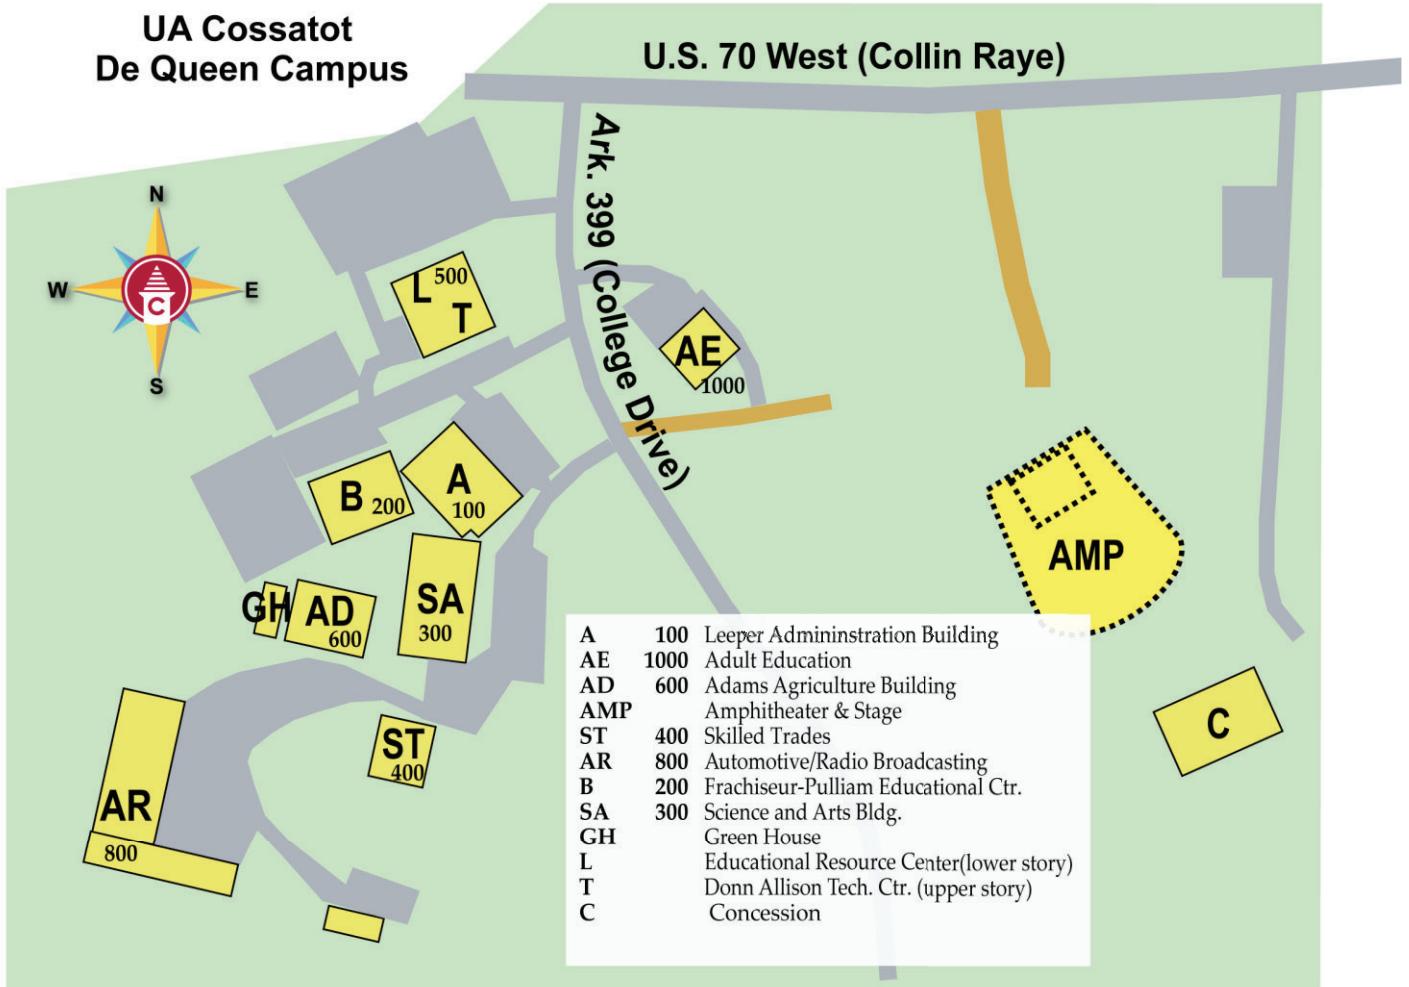 UA Cossatot
De Queen Campus
U.S. 70 West (Collin Raye)
Ark. 399 (College Drive)
N
W
E
S
C
L 500
T
AE
1000
A
100
B 200
SA
300
GH
AD
600
AMP
ST
400
AR
800
C
A 100 Leeper Admininstration Building
AE 1000 Adult Education
AD 600 Adams Agriculture Building
AMP Amphitheater & Stage
ST 400 Skilled Trades
AR 800 Automotive/Radio Broadcasting
B 200 Frachiseur-Pulliam Educational Ctr.
SA 300 Science and Arts Bldg.
GH Green House
L Educational Resource Center(lower story)
T Donn Allison Tech. Ctr. (upper story)
C Concession